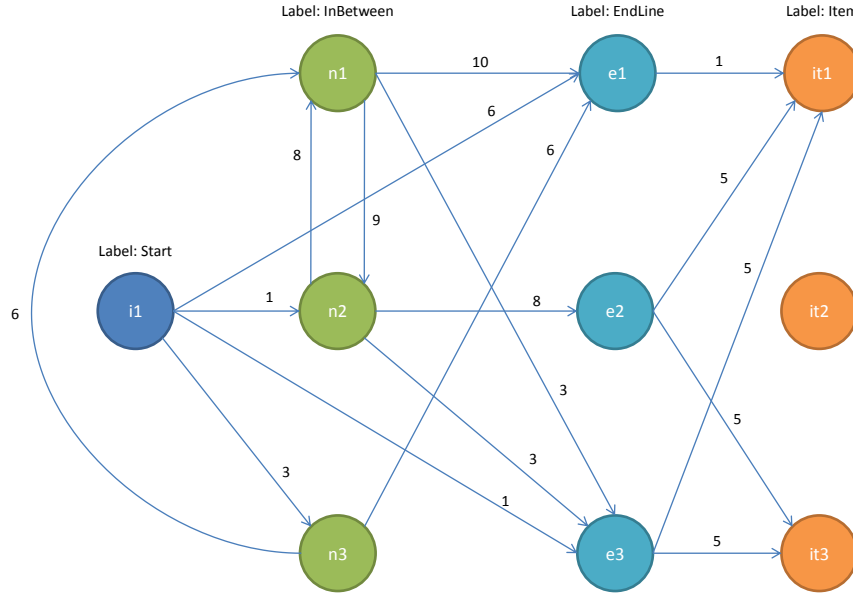 Label: InBetween
Label: EndLine
Label: Item
n1
10
e1
1
it1
6
8
6
5
9
Label: Start
5
i1
1
n2
8
e2
it2
6
3
5
3
3
1
n3
e3
5
it3